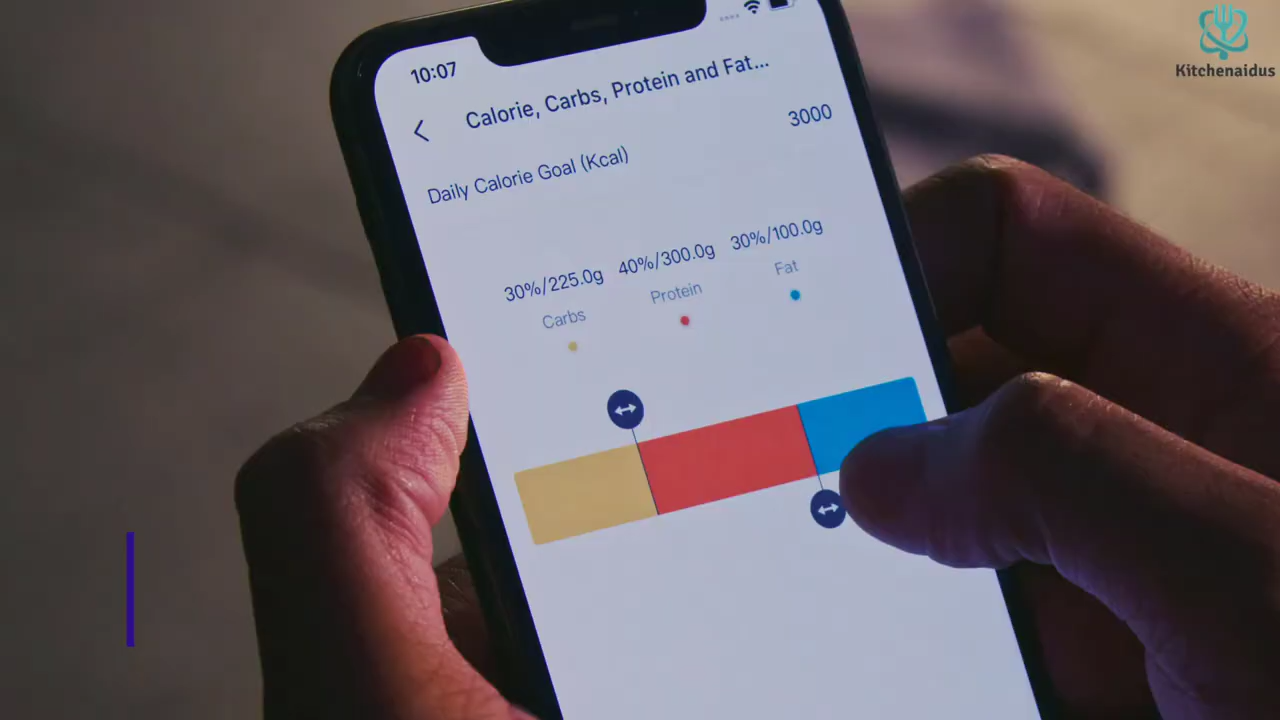 10:07
Kitchenaidus
Calorie, Carbs, Protein and Fat...
Daily Calorie Goal (Kcal) 3000
30%/225.0g 40%/300.0g 30%/100.0g
Carbs Protein Fat